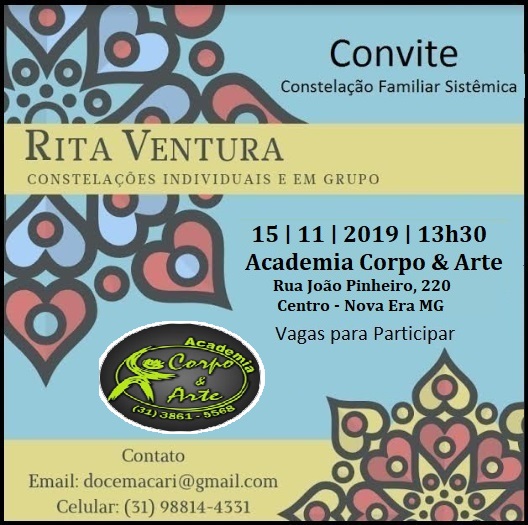 Convite
Constelação Familiar Sistêmica
RITA VENTURA
CONSTELAÇÕES INDIVIDUAIS E EM GRUPO
15 | 11 | 2019 | 13h30
Academia Corpo & Arte
Rua João Pinheiro, 220
Centro - Nova Era MG
Vagas para Participar
Academia
Corpo
&
Arte
(31) 3861 - 5568
Contato
Email: docemacari@gmail.com
Celular: (31) 98814-4331